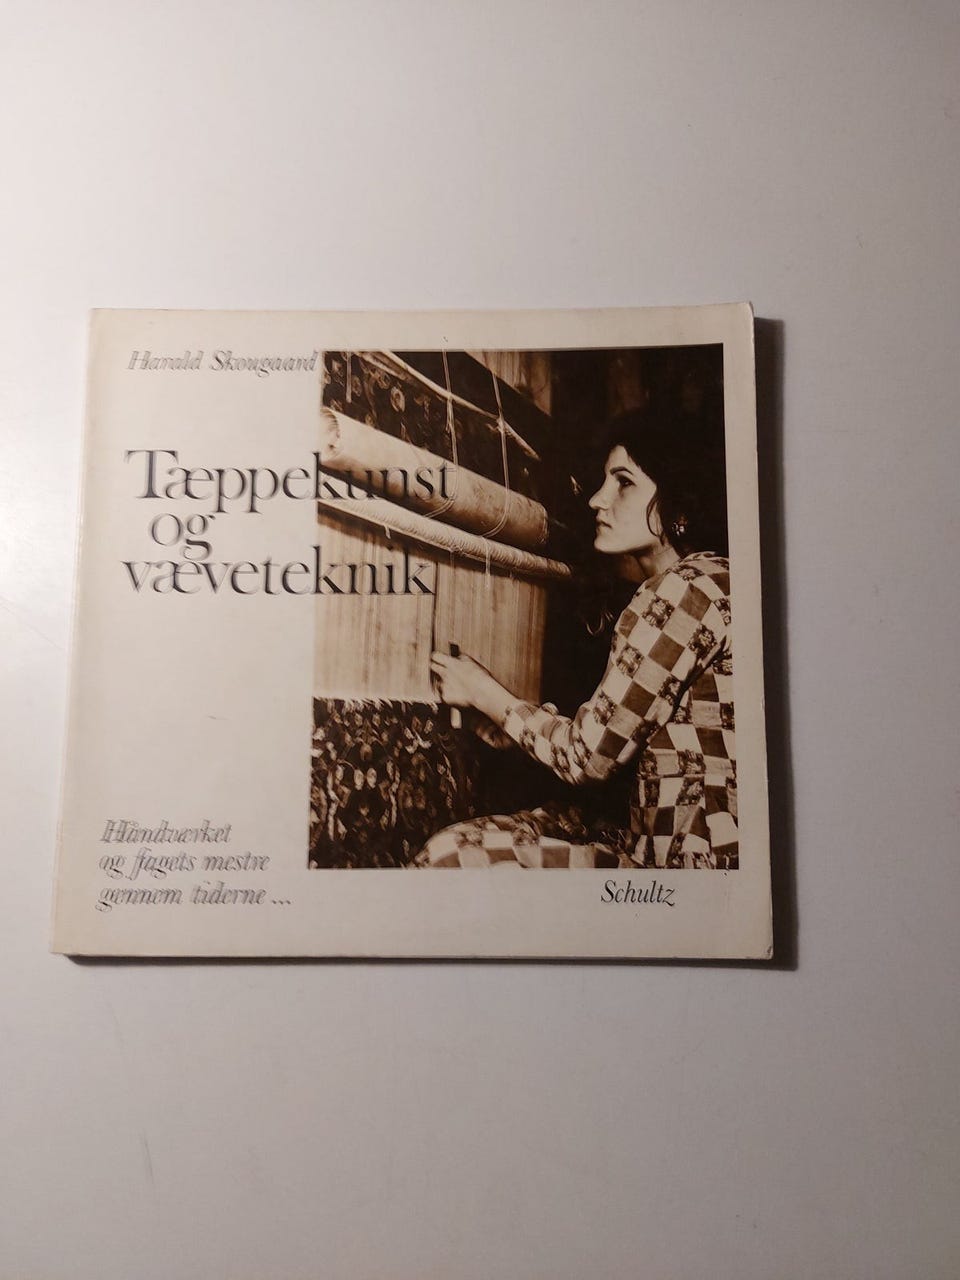 Harald Skougaard
Tæppekunst
og
væveteknik
Håndværket
og fagets mestre
gennem tiderne...
Schultz